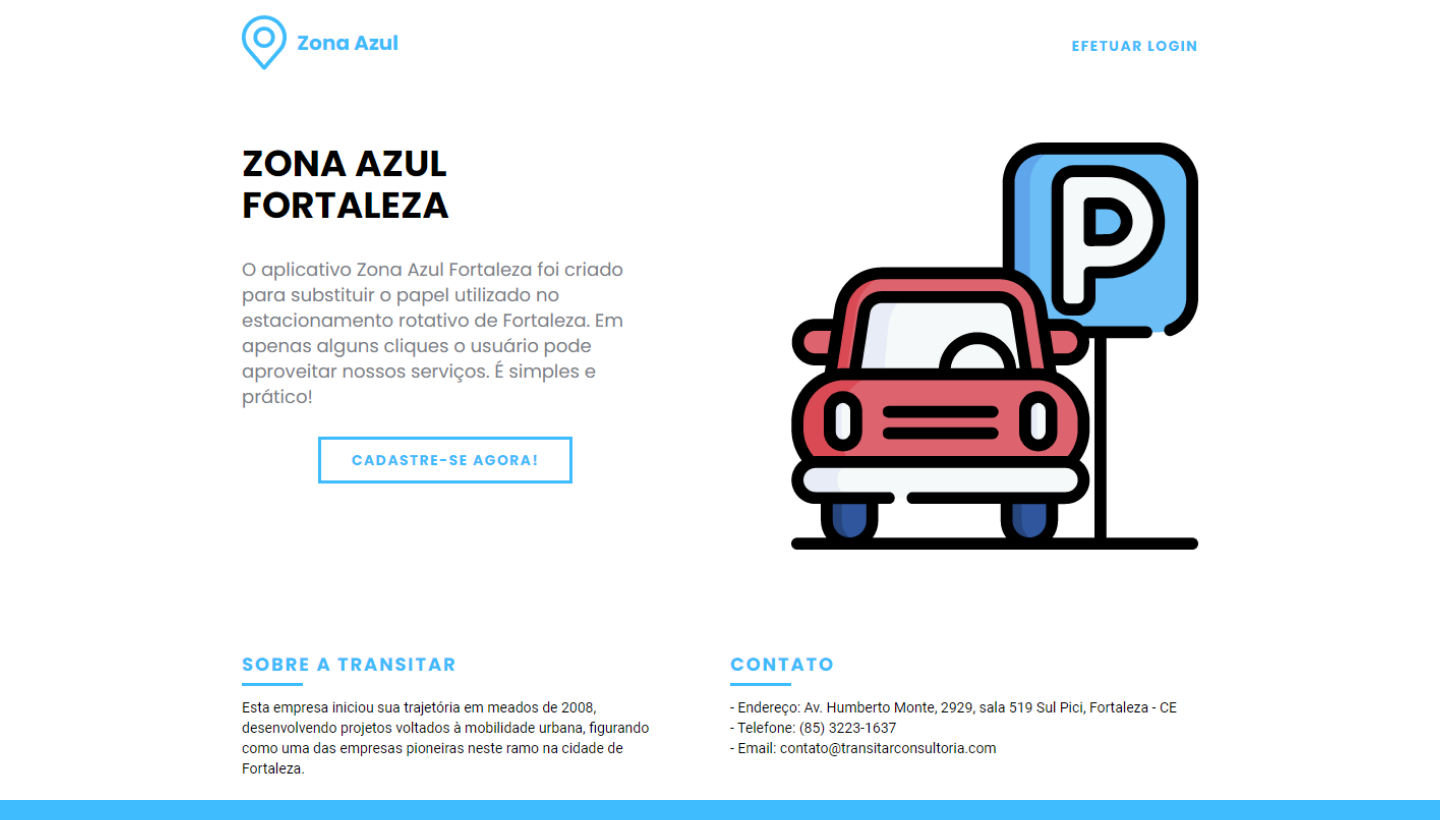 Zona Azul
EFETUAR LOGIN
ZONA AZUL
FORTALEZA
O aplicativo Zona Azul Fortaleza foi criado
para substituir o papel utilizado no
estacionamento rotativo de Fortaleza. Em
apenas alguns cliques o usuário pode
aproveitar nossos serviços. É simples e
prático!
CADASTRE-SE AGORA!
P
SOBRE A TRANSITAR
Esta empresa iniciou sua trajetória em meados de 2008,
desenvolvendo projetos voltados à mobilidade urbana, figurando
como uma das empresas pioneiras neste ramo na cidade de
Fortaleza.
CONTATO
- Endereço: Av. Humberto Monte, 2929, sala 519 Sul Pici, Fortaleza - CE
- Telefone: (85) 3223-1637
- Email: contato@transitarconsultoria.com